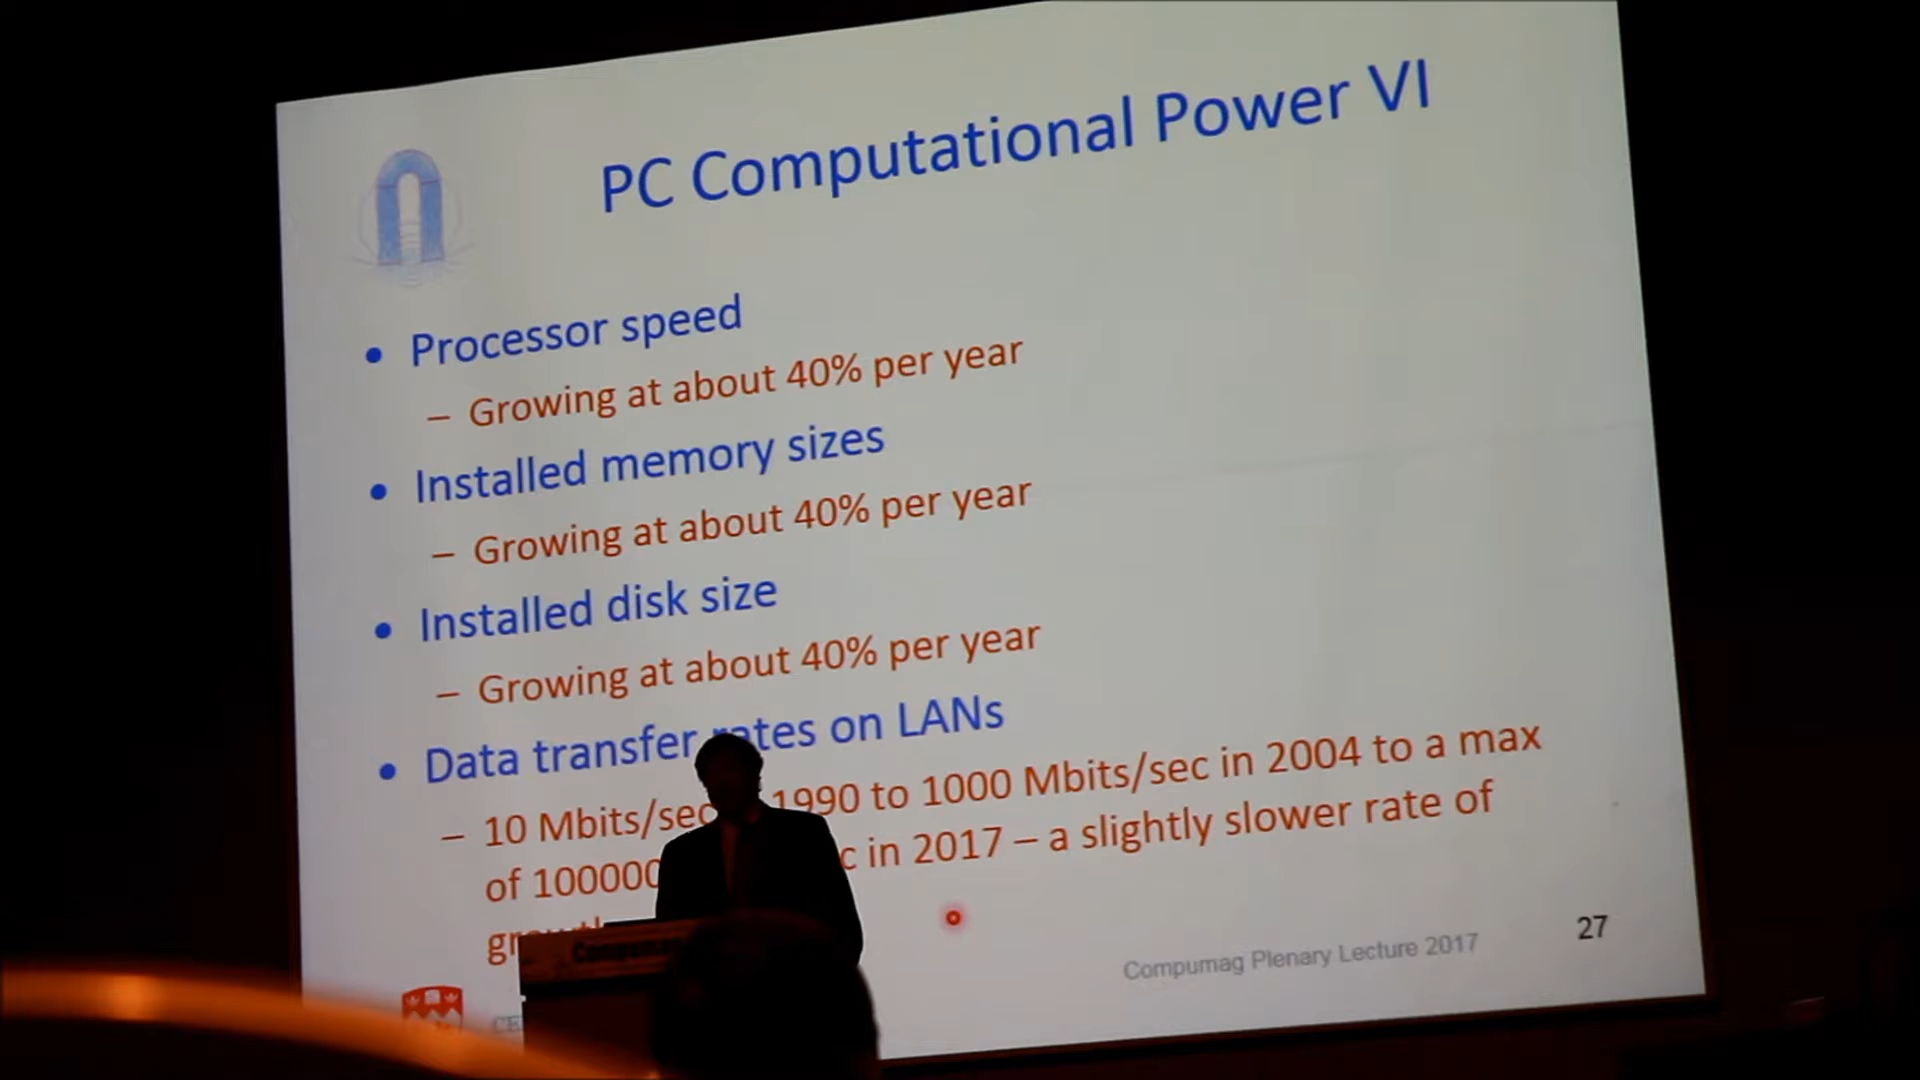 PC Computational Power VI
• Processor speed
– Growing at about 40% per year
• Installed memory sizes
– Growing at about 40% per year
• Installed disk size
– Growing at about 40% per year
• Data transfer rates on LANs
– 10 Mbits/sec 1990 to 1000 Mbits/sec in 2004 to a max
of 100000 in 2017 – a slightly slower rate of
Compumag
Compumag Plenary Lecture 2017
27